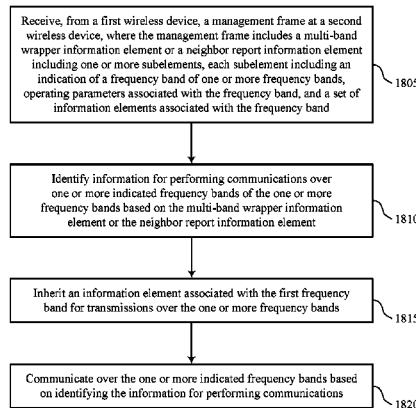 Receive, from a first wireless device, a management frame at a second
wireless device, where the management frame includes a multi-band
wrapper information element or a neighbor report information element
including one or more subelements, each subelement including an
indication of a frequency band of one or more frequency bands,
operating parameters associated with the frequency band, and a set of
information elements associated with the frequency band
1805
Identify information for performing communications over
one or more indicated frequency bands of the one or more
frequency bands based on the multi-band wrapper information
element or the neighbor report information element
1810
Inherit an information element associated with the first frequency
band for transmissions over the one or more frequency bands
1815
Communicate over the one or more indicated frequency bands based
on identifying the information for performing communications
1820